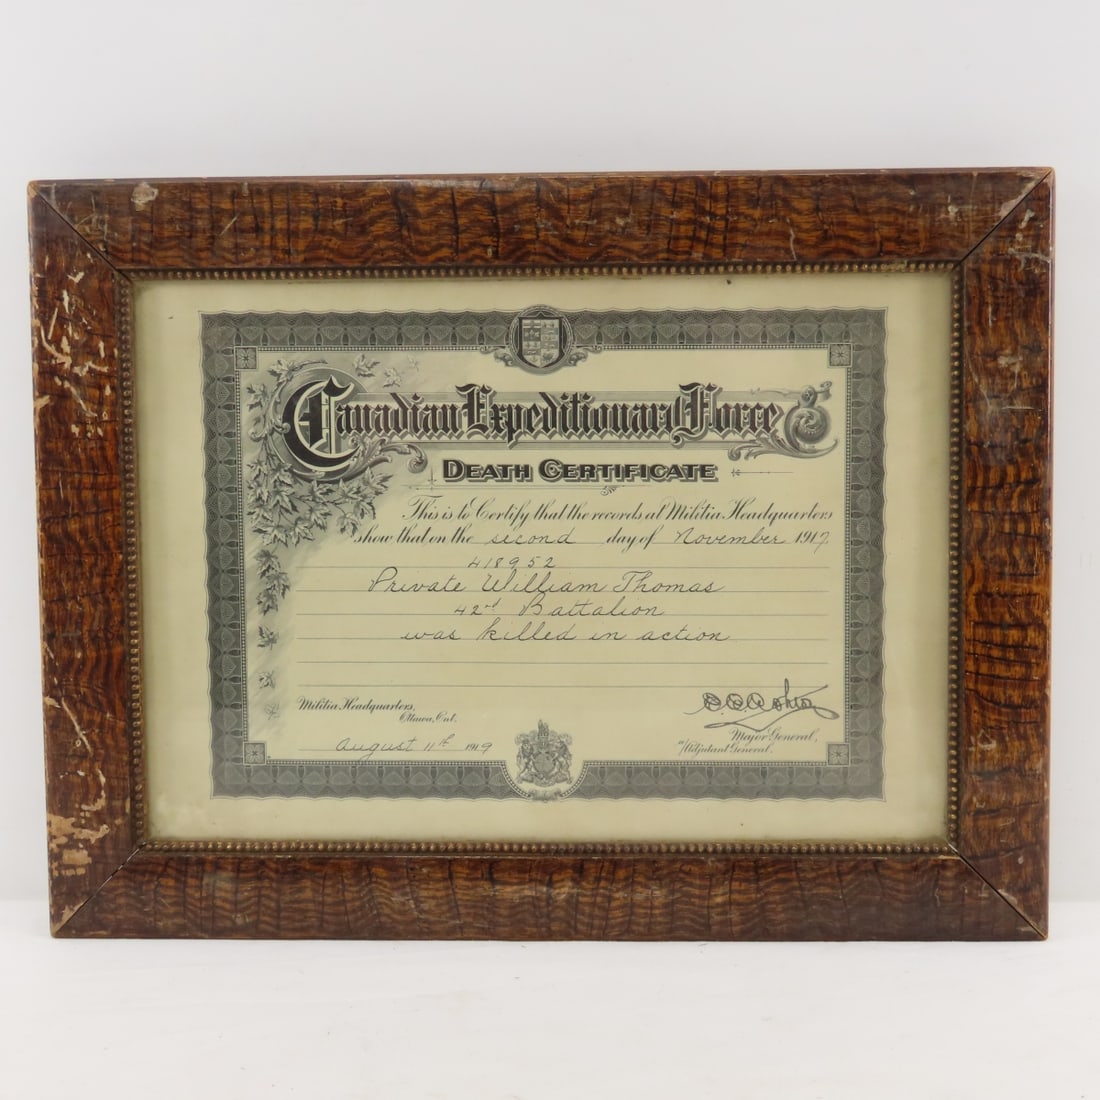 Canadian Expeditionary Force
DEATH CERTIFICATE
This is to Certify that the records at Militia Headquarters
show that on the second day of November 1917
418952
Private William Thomas
42nd Battalion
was killed in action
Militia Headquarters,
Ottawa, Ont.
August 11th 1919
Major General,
Adjutant General.